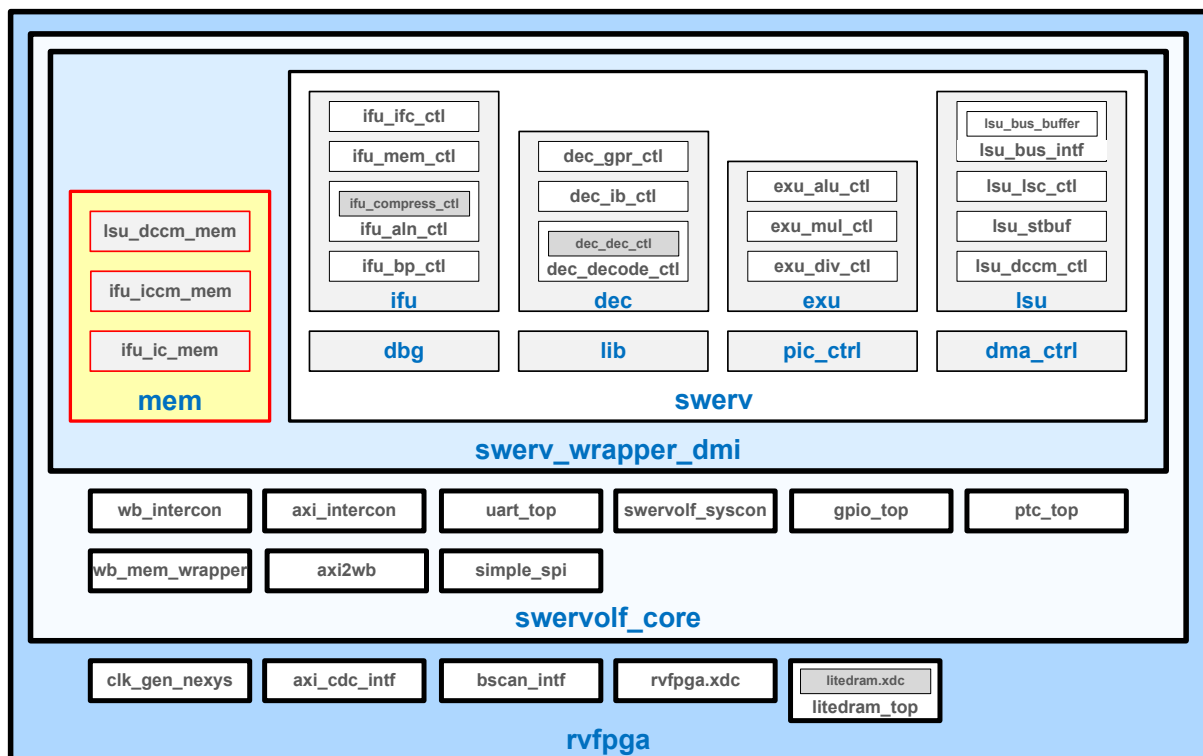 ifu_ifc_ctl
ifu_mem_ctl
ifu_compress_ctl
ifu_aln_ctl
ifu_bp_ctl
ifu
dec_gpr_ctl
dec_ib_ctl
dec_dec_ctl
dec_decode_ctl
dec
exu_alu_ctl
exu_mul_ctl
exu_div_ctl
exu
lsu_bus_buffer
lsu_bus_intf
lsu_lsc_ctl
lsu_stbuf
lsu_dccm_ctl
lsu
lsu_dccm_mem
ifu_iccm_mem
ifu_ic_mem
mem
dbg
lib
pic_ctrl
dma_ctrl
swerv
swerv_wrapper_dmi
wb_intercon
axi_intercon
uart_top
swervolf_syscon
gpio_top
ptc_top
wb_mem_wrapper
axi2wb
simple_spi
swervolf_core
clk_gen_nexys
axi_cdc_intf
bscan_intf
rvfpga.xdc
litedram.xdc
litedram_top
rvfpga